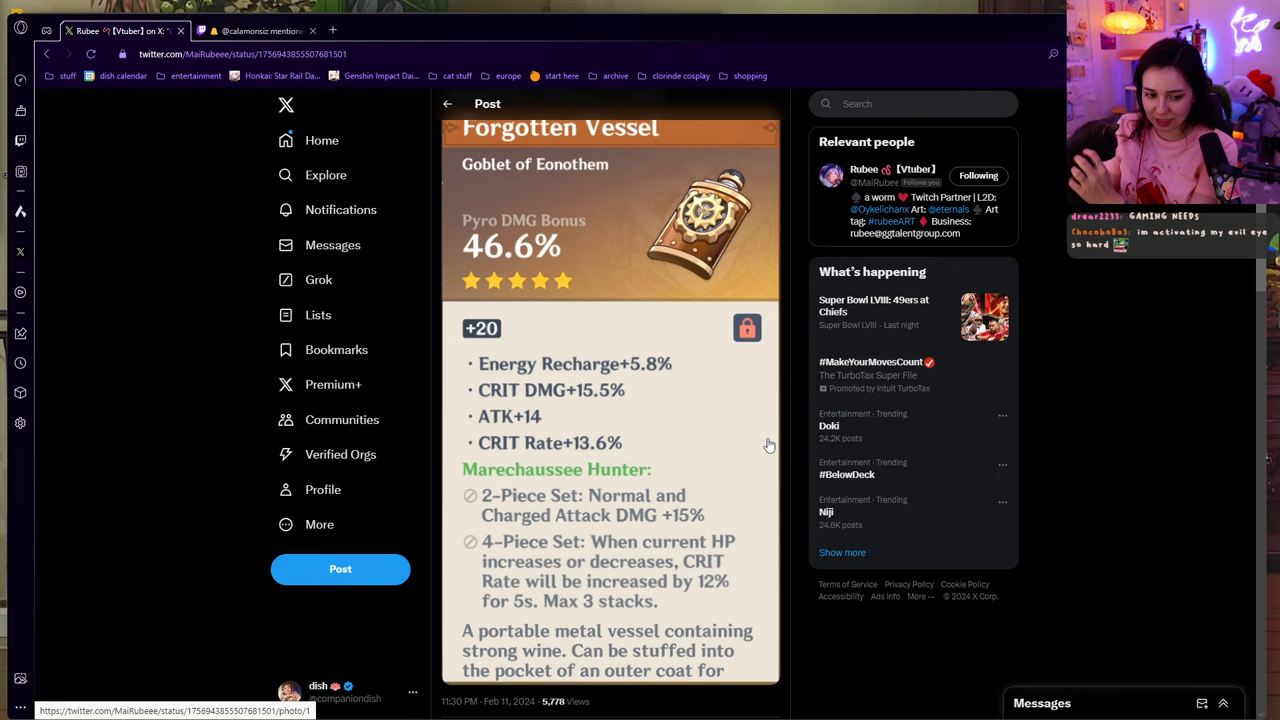 Rubee 🪱【Vtuber】 on X: "
@calamonsiz mentione
twitter.com/MaiRubeee/status/1756943855507681501
stuff
dish calendar
entertainment
Honkai: Star Rail Da...
Genshin Impact Dai...
cat stuff
europe
start here
archive
clorinde cosplay
shopping
Home
Explore
Notifications
Messages
Grok
Lists
Bookmarks
Premium+
Communities
Verified Orgs
Profile
More
Post
dish
@companiondish
https://twitter.com/MaiRubeee/status/1756943855507681501/photo/1
Post
Forgotten Vessel
Goblet of Eonothem
Pyro DMG Bonus
46.6%
+20
· Energy Recharge+5.8%
· CRIT DMG+15.5%
· ATK+14
· CRIT Rate+13.6%
Marechaussee Hunter:
2-Piece Set: Normal and
Charged Attack DMG +15%
4-Piece Set: When current HP
increases or decreases, CRIT
Rate will be increased by 12%
for 5s. Max 3 stacks.
A portable metal vessel containing
strong wine. Can be stuffed into
the pocket of an outer coat for
11:30 PM · Feb 11, 2024 · 5,778 Views
Search
Relevant people
Rubee 🪱【Vtuber】
@MaiRubee Follows you
Following
♠ a worm ♥ Twitch Partner | L2D:
@Oykelichanx Art: @eternals ♠ Art
tag: #rubeeART ♦ Business:
rubee@ggtalentgroup.com
What's happening
Super Bowl LVIII: 49ers at
Chiefs
Super Bowl LVIII · Last night
#MakeYourMovesCount
The TurboTax Super File
Promoted by Intuit TurboTax
Entertainment · Trending
Doki
24.2K posts
Entertainment · Trending
#BelowDeck
Entertainment · Trending
Niji
24.6K posts
Show more
Terms of Service Privacy Policy Cookie Policy
Accessibility Ads info More ··· © 2024 X Corp.
Messages
drear2233: GAMING NEEDS
ChocoboBo3: im activating my evil eye
so hard